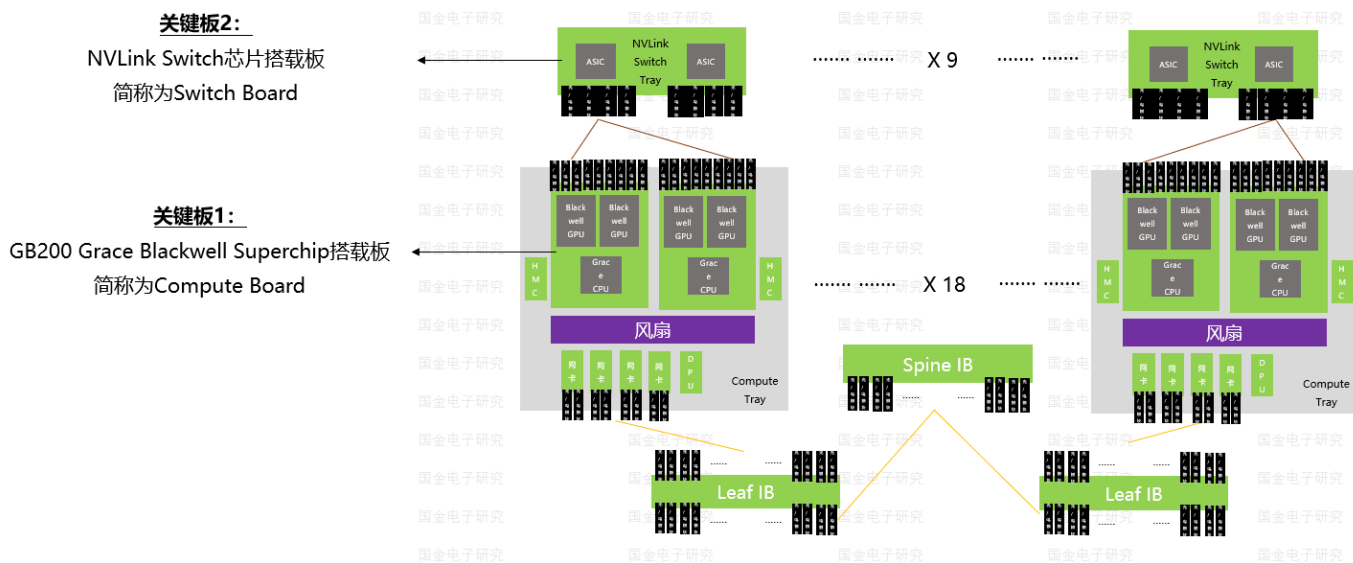 关键板2：
NVLink Switch芯片搭载板
简称为Switch Board
关键板1：
GB200 Grace Blackwell Superchip搭载板
简称为Compute Board
NVLink
Switch
Tray
ASIC
ASIC
······· ······· X 9 ······· ·······
NVLink
Switch
Tray
ASIC
ASIC
Black
well
GPU
Black
well
GPU
Black
well
GPU
Black
well
GPU
Grac
e
CPU
Grac
e
CPU
H
M
C
H
M
C
风扇
网
卡
网
卡
网
卡
网
卡
D
P
U
Compute
Tray
······· ······· X 18 ······· ·······
Black
well
GPU
Black
well
GPU
Black
well
GPU
Black
well
GPU
Grac
e
CPU
Grac
e
CPU
H
M
C
H
M
C
风扇
网
卡
网
卡
网
卡
网
卡
D
P
U
Compute
Tray
Spine IB
Leaf IB
Leaf IB
国金电子研究